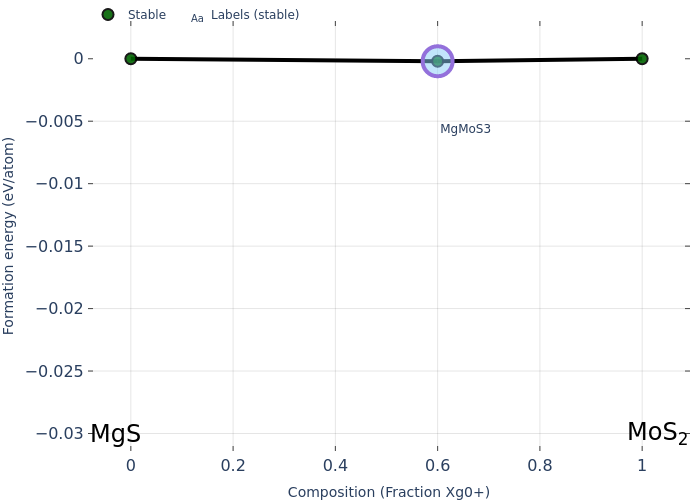 Stable
Aa Labels (stable)
0
−0.005
−0.01
−0.015
−0.02
−0.025
−0.03
Formation energy (eV/atom)
MgMoS3
MgS
MoS₂
0 0.2 0.4 0.6 0.8 1
Composition (Fraction Xg0+)